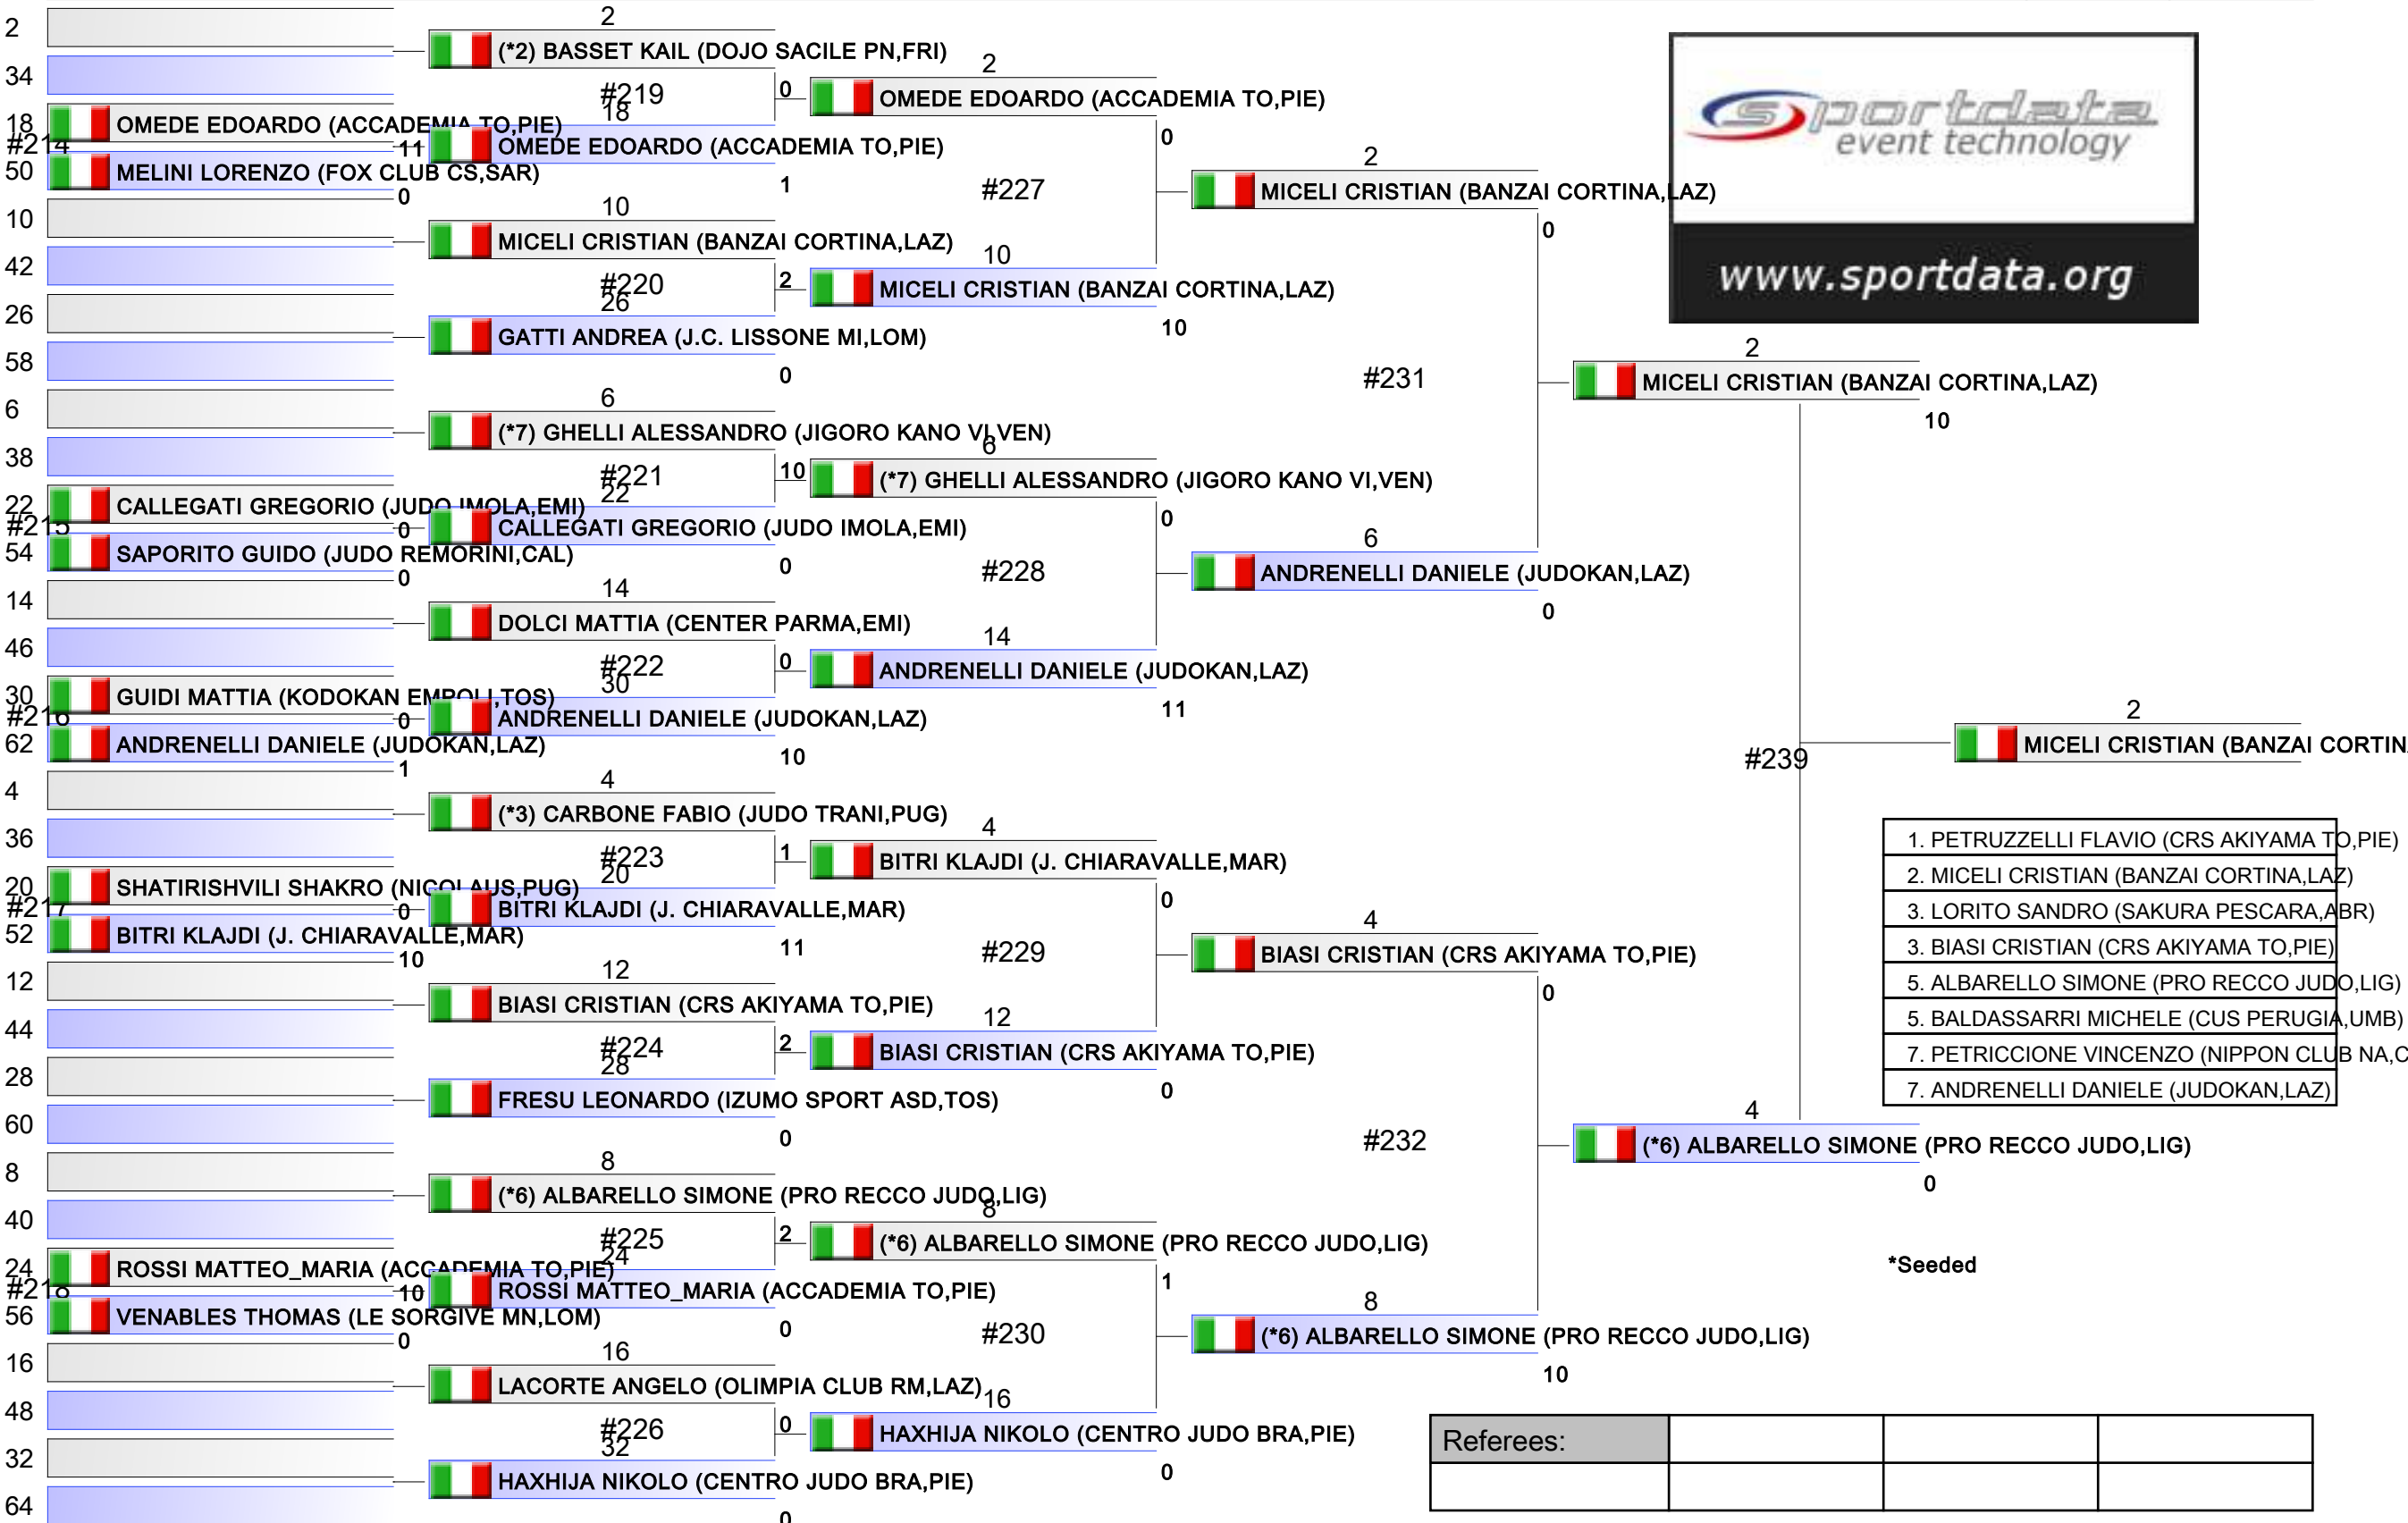 2
34
18
OMEDE EDOARDO (ACCADEMIA TO,PIE)
11
#214
50
MELINI LORENZO (FOX CLUB CS,SAR)
0
10
42
26
58
6
38
22
CALLEGATI GREGORIO (JUDO IMOLA,EMI)
0
#215
54
SAPORITO GUIDO (JUDO REMORINI,CAL)
0
14
46
30
GUIDI MATTIA (KODOKAN EMPOLI,TOS)
0
#216
62
ANDRENELLI DANIELE (JUDOKAN,LAZ)
1
4
36
20
SHATIRISHVILI SHAKRO (NICOLAUS,PUG)
0
#217
52
BITRI KLAJDI (J. CHIARAVALLE,MAR)
10
12
44
28
60
8
40
24
ROSSI MATTEO_MARIA (ACCADEMIA TO,PIE)
10
#218
56
VENABLES THOMAS (LE SORGIVE MN,LOM)
0
16
48
32
64
2
(*2) BASSET KAIL (DOJO SACILE PN,FRI)
0
#219
18
OMEDE EDOARDO (ACCADEMIA TO,PIE)
1
10
MICELI CRISTIAN (BANZAI CORTINA,LAZ)
2
#220
26
GATTI ANDREA (J.C. LISSONE MI,LOM)
0
6
(*7) GHELLI ALESSANDRO (JIGORO KANO VI,VEN)
10
#221
22
CALLEGATI GREGORIO (JUDO IMOLA,EMI)
0
14
DOLCI MATTIA (CENTER PARMA,EMI)
0
#222
30
ANDRENELLI DANIELE (JUDOKAN,LAZ)
10
4
(*3) CARBONE FABIO (JUDO TRANI,PUG)
1
#223
20
BITRI KLAJDI (J. CHIARAVALLE,MAR)
11
12
BIASI CRISTIAN (CRS AKIYAMA TO,PIE)
2
#224
28
FRESU LEONARDO (IZUMO SPORT ASD,TOS)
0
8
(*6) ALBARELLO SIMONE (PRO RECCO JUDO,LIG)
2
#225
24
ROSSI MATTEO_MARIA (ACCADEMIA TO,PIE)
0
16
LACORTE ANGELO (OLIMPIA CLUB RM,LAZ)
0
#226
32
HAXHIJA NIKOLO (CENTRO JUDO BRA,PIE)
0
2
OMEDE EDOARDO (ACCADEMIA TO,PIE)
0
#227
10
MICELI CRISTIAN (BANZAI CORTINA,LAZ)
10
6
(*7) GHELLI ALESSANDRO (JIGORO KANO VI,VEN)
0
#228
14
ANDRENELLI DANIELE (JUDOKAN,LAZ)
11
4
BITRI KLAJDI (J. CHIARAVALLE,MAR)
0
#229
12
BIASI CRISTIAN (CRS AKIYAMA TO,PIE)
0
8
(*6) ALBARELLO SIMONE (PRO RECCO JUDO,LIG)
1
#230
16
HAXHIJA NIKOLO (CENTRO JUDO BRA,PIE)
0
2
MICELI CRISTIAN (BANZAI CORTINA,LAZ)
0
#231
6
ANDRENELLI DANIELE (JUDOKAN,LAZ)
0
4
BIASI CRISTIAN (CRS AKIYAMA TO,PIE)
0
#232
8
(*6) ALBARELLO SIMONE (PRO RECCO JUDO,LIG)
10
sportdata
event technology
www.sportdata.org
2
MICELI CRISTIAN (BANZAI CORTINA,LAZ)
10
#239
4
(*6) ALBARELLO SIMONE (PRO RECCO JUDO,LIG)
0
2
MICELI CRISTIAN (BANZAI CORTIN
1. PETRUZZELLI FLAVIO (CRS AKIYAMA TO,PIE)
2. MICELI CRISTIAN (BANZAI CORTINA,LAZ)
3. LORITO SANDRO (SAKURA PESCARA,ABR)
3. BIASI CRISTIAN (CRS AKIYAMA TO,PIE)
5. ALBARELLO SIMONE (PRO RECCO JUDO,LIG)
5. BALDASSARRI MICHELE (CUS PERUGIA,UMB)
7. PETRICCIONE VINCENZO (NIPPON CLUB NA,C
7. ANDRENELLI DANIELE (JUDOKAN,LAZ)
*Seeded
Referees: